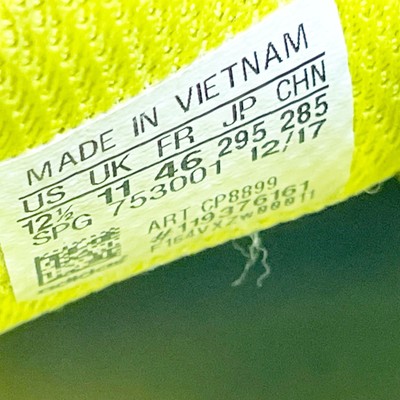 MADE IN VIETNAM
US UK FR JP CHN
12½ 11 46 295 285
SPG 753001 12/17
ART CP8899
119376161